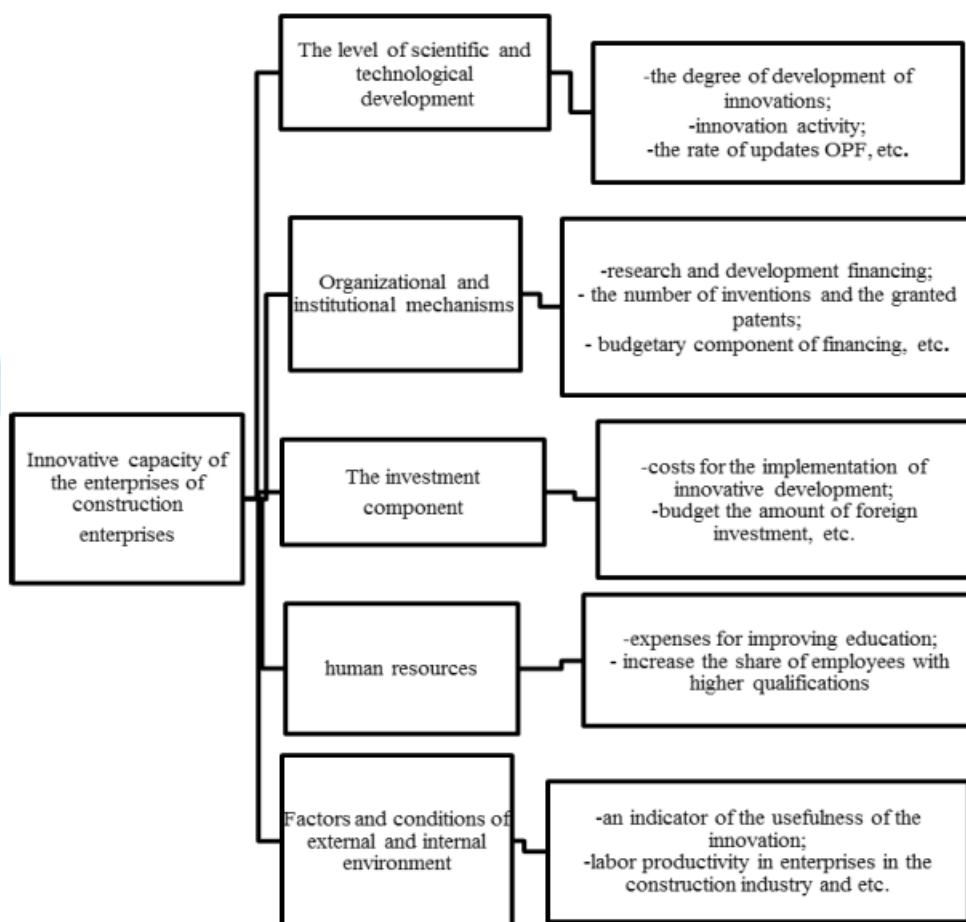 The level of scientific and
technological
development
-the degree of development of
innovations;
-innovation activity;
-the rate of updates OPF, etc.
Organizational and
institutional mechanisms
-research and development financing;
- the number of inventions and the granted
patents;
- budgetary component of financing, etc.
Innovative capacity of
the enterprises of
construction
enterprises
The investment
component
-costs for the implementation of
innovative development;
-budget the amount of foreign
investment, etc.
human resources
-expenses for improving education;
- increase the share of employees with
higher qualifications
Factors and conditions of
external and internal
environment
-an indicator of the usefulness of the
innovation;
-labor productivity in enterprises in the
construction industry and etc.